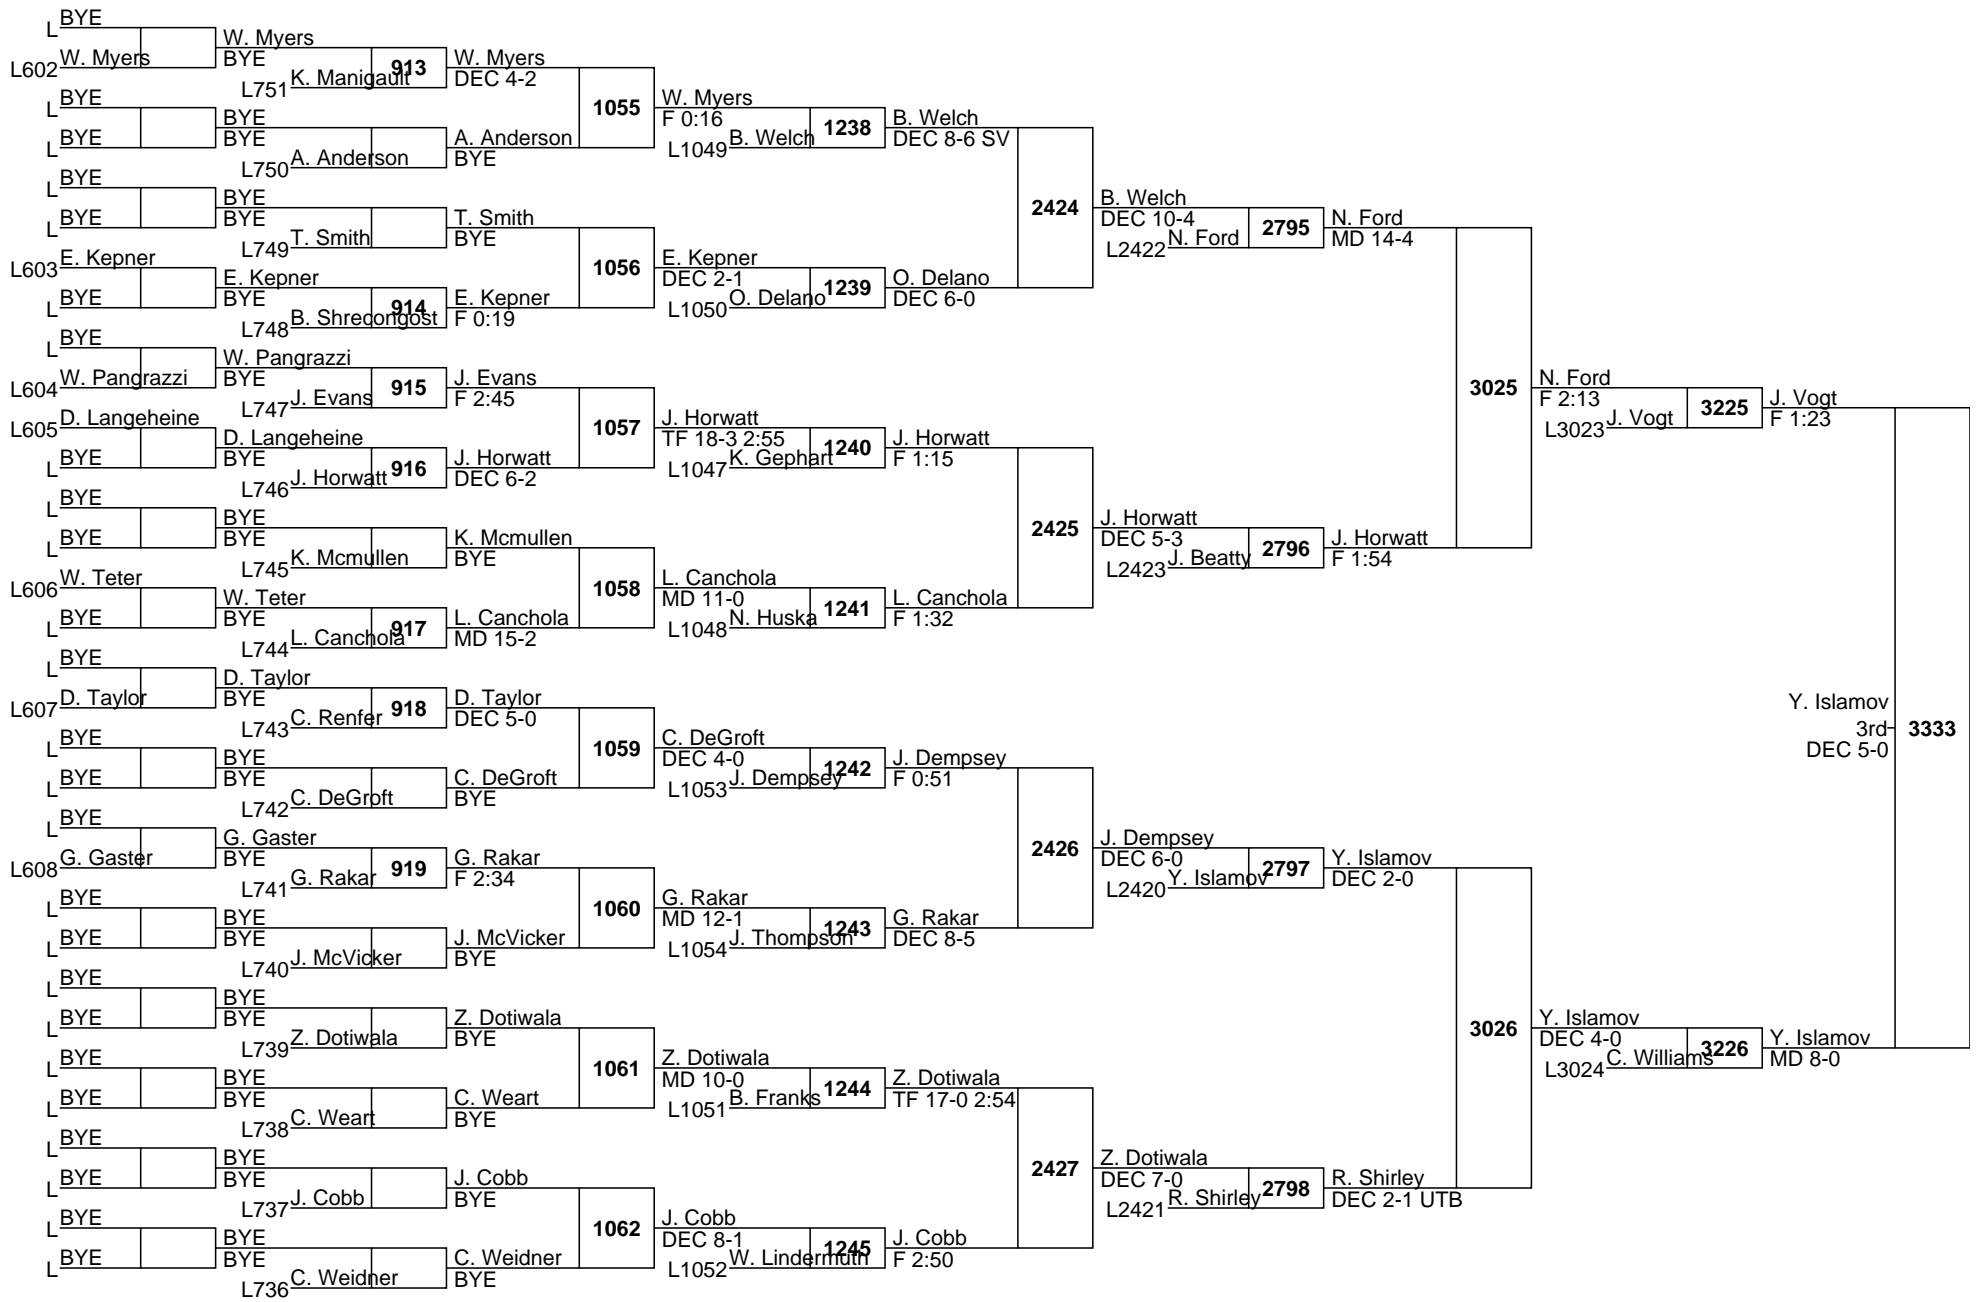 BYE
L
W. Myers
L602
W. Myers
BYE
K. Manigault
L751
913
W. Myers
DEC 4-2
BYE
L
BYE
L
BYE
BYE
A. Anderson
L750
A. Anderson
BYE
1055
W. Myers
F 0:16
B. Welch
L1049
1238
B. Welch
DEC 8-6 SV
BYE
L
BYE
L
BYE
BYE
T. Smith
L749
T. Smith
BYE
E. Kepner
L603
BYE
L
E. Kepner
BYE
B. Shrecongost
L748
914
E. Kepner
F 0:19
1056
E. Kepner
DEC 2-1
O. Delano
L1050
1239
O. Delano
DEC 6-0
2424
B. Welch
DEC 10-4
N. Ford
L2422
2795
N. Ford
MD 14-4
BYE
L
W. Pangrazzi
L604
W. Pangrazzi
BYE
J. Evans
L747
915
J. Evans
F 2:45
D. Langeheine
L605
BYE
L
D. Langeheine
BYE
J. Horwatt
L746
916
J. Horwatt
DEC 6-2
1057
J. Horwatt
TF 18-3 2:55
K. Gephart
L1047
1240
J. Horwatt
F 1:15
BYE
L
BYE
L
BYE
BYE
K. Mcmullen
L745
K. Mcmullen
BYE
W. Teter
L606
BYE
L
W. Teter
BYE
L. Canchola
L744
917
L. Canchola
MD 15-2
1058
L. Canchola
MD 11-0
N. Huska
L1048
1241
L. Canchola
F 1:32
2425
J. Horwatt
DEC 5-3
J. Beatty
L2423
2796
J. Horwatt
F 1:54
3025
N. Ford
F 2:13
J. Vogt
L3023
3225
J. Vogt
F 1:23
BYE
L
D. Taylor
L607
D. Taylor
BYE
C. Renfer
L743
918
D. Taylor
DEC 5-0
BYE
L
BYE
L
BYE
BYE
C. DeGroft
L742
C. DeGroft
BYE
1059
C. DeGroft
DEC 4-0
J. Dempsey
L1053
1242
J. Dempsey
F 0:51
BYE
L
G. Gaster
L608
G. Gaster
BYE
G. Rakar
L741
919
G. Rakar
F 2:34
BYE
L
BYE
L
BYE
BYE
J. McVicker
L740
J. McVicker
BYE
1060
G. Rakar
MD 12-1
J. Thompson
L1054
1243
G. Rakar
DEC 8-5
2426
J. Dempsey
DEC 6-0
Y. Islamov
L2420
2797
Y. Islamov
DEC 2-0
BYE
L
BYE
L
BYE
BYE
Z. Dotiwala
L739
Z. Dotiwala
BYE
BYE
L
BYE
L
BYE
BYE
C. Weart
L738
C. Weart
BYE
1061
Z. Dotiwala
MD 10-0
B. Franks
L1051
1244
Z. Dotiwala
TF 17-0 2:54
BYE
L
BYE
L
BYE
BYE
J. Cobb
L737
J. Cobb
BYE
BYE
L
BYE
L
BYE
BYE
C. Weidner
L736
C. Weidner
BYE
1062
J. Cobb
DEC 8-1
W. Lindermuth
L1052
1245
J. Cobb
F 2:50
2427
Z. Dotiwala
DEC 7-0
R. Shirley
L2421
2798
R. Shirley
DEC 2-1 UTB
3026
Y. Islamov
DEC 4-0
C. Williams
L3024
3226
Y. Islamov
MD 8-0
Y. Islamov
3rd
DEC 5-0
3333